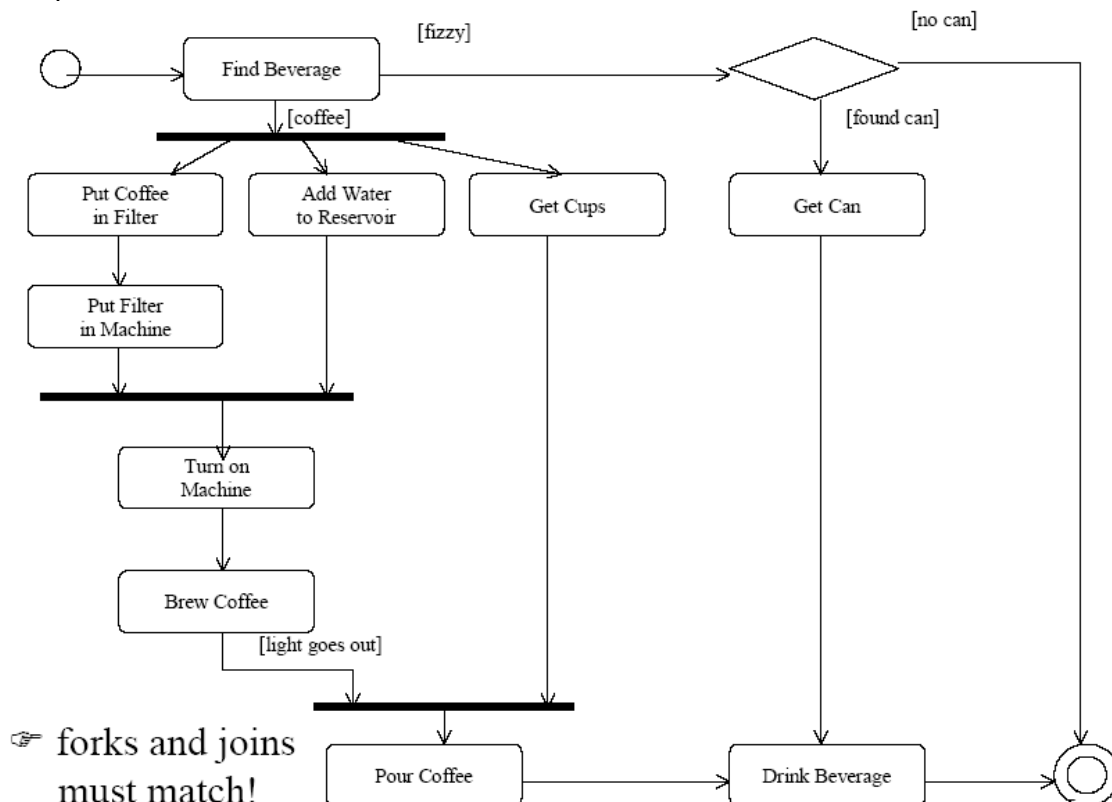 [no can]
[fizzy]
Find Beverage
[coffee]
[found can]
Put Coffee
in Filter
Add Water
to Reservoir
Get Cups
Get Can
Put Filter
in Machine
Turn on
Machine
Brew Coffee
[light goes out]
☞ forks and joins
must match!
Pour Coffee
Drink Beverage